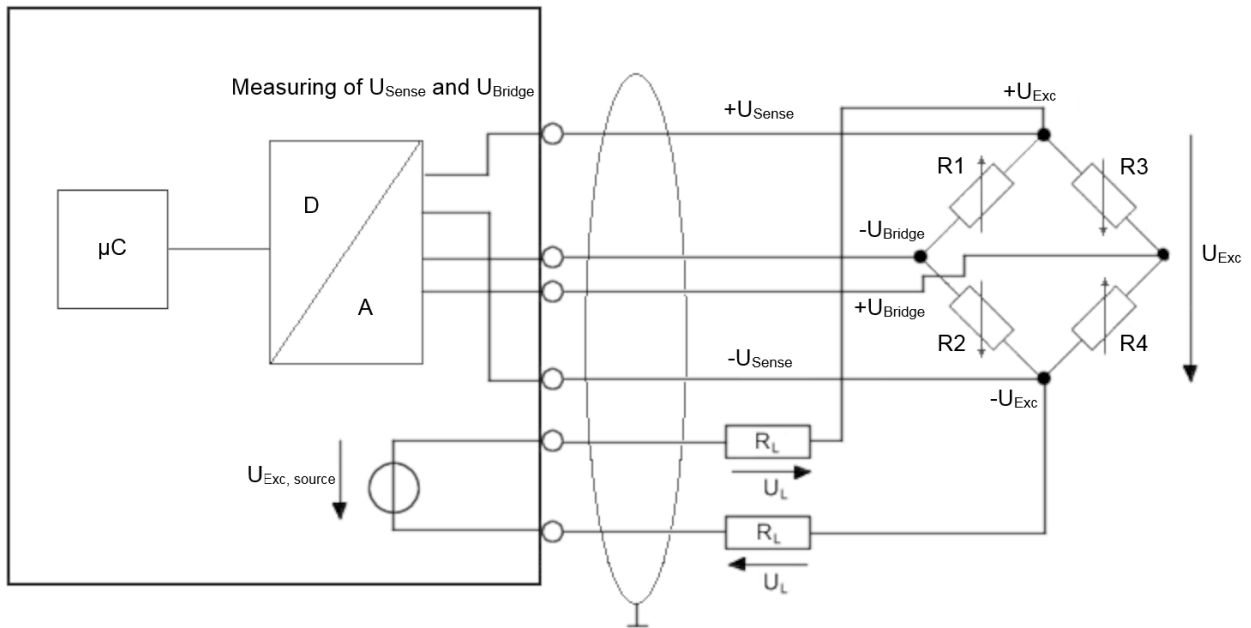 Measuring of USense and UBridge
+UExc
+USense
R1
R3
D
µC
-UBridge
UExc
A
+UBridge
R2
R4
-USense
-UExc
RL
UExc, source
UL
RL
UL